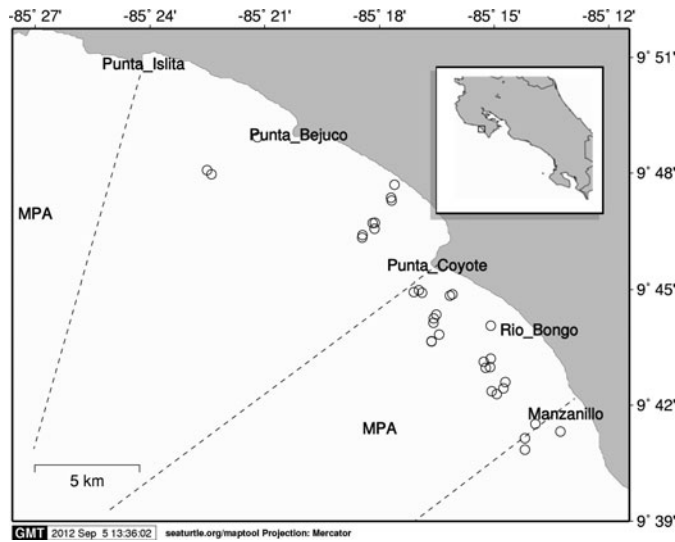 -85° 27' -85° 24' -85° 21' -85° 18' -85° 15' -85° 12'
9° 51'
Punta_Islita
Punta_Bejuco
9° 48'
MPA
Punta_Coyote
9° 45'
Rio_Bongo
9° 42'
Manzanillo
MPA
5 km
9° 39'
GMT 2012 Sep 5 13:36:02 seaturtle.org/maptool Projection: Mercator